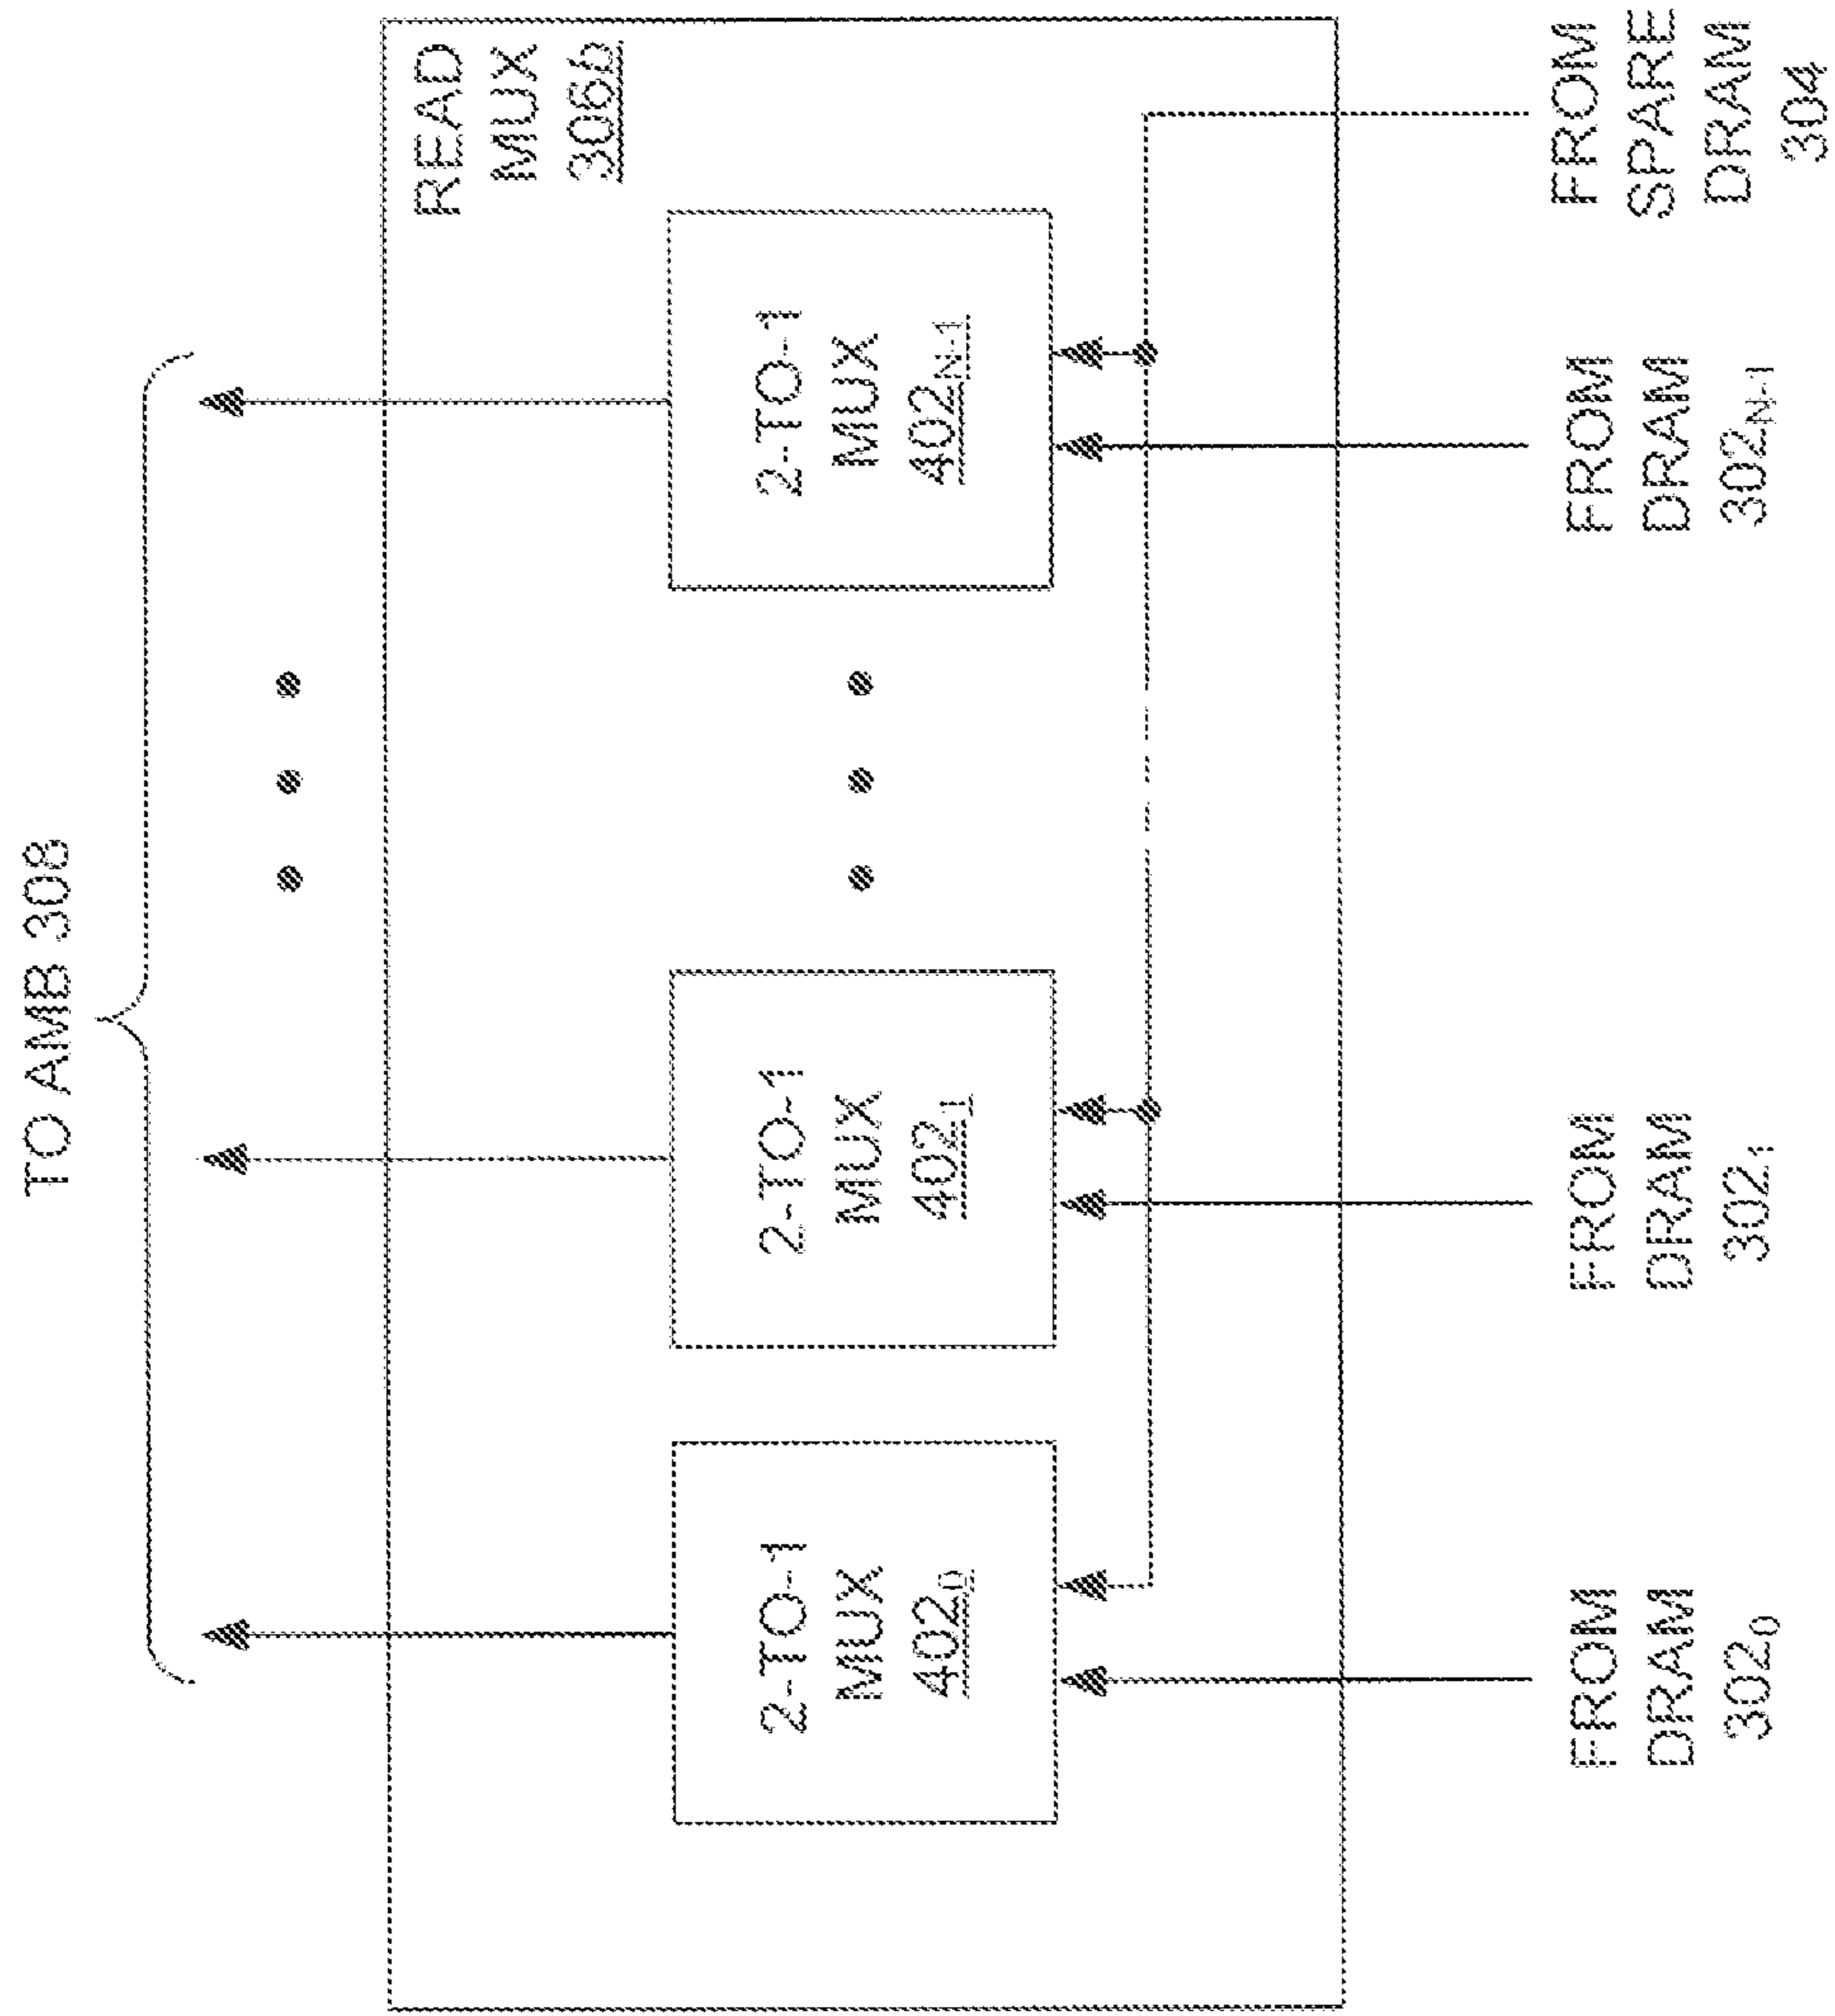 TO AMB 308
READ
MUX
306b
2-TO-1
MUX
402₀
2-TO-1
MUX
402₁
2-TO-1
MUX
402N-1
FROM
DRAM
302₀
FROM
DRAM
302₁
FROM
DRAM
302N-1
FROM
SPARE
DRAM
304